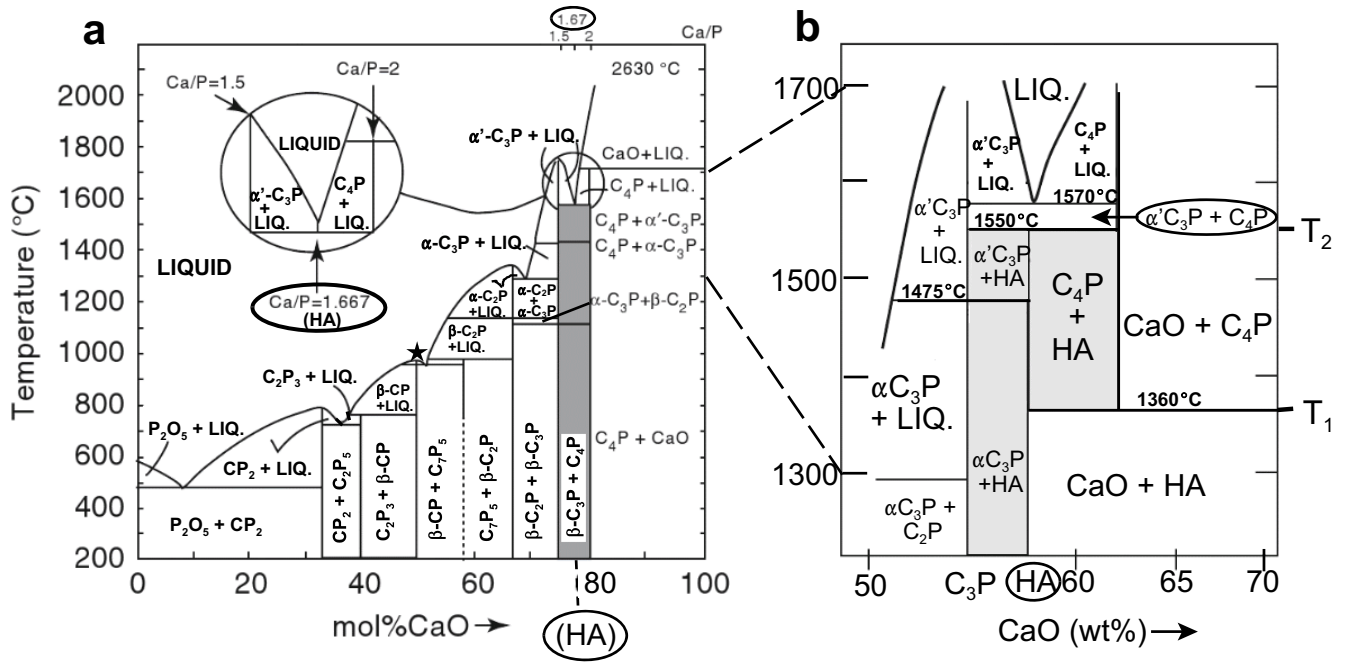 a
1.67
1.5 2
Ca/P
2630 °C
Ca/P=1.5
Ca/P=2
LIQUID
α'-C₃P
+
LIQ.
C₄P
+
LIQ.
Ca/P=1.667
(HA)
α'-C₃P + LIQ.
CaO+LIQ.
C₄P+LIQ.
C₄P+α'-C₃P
C₄P+α-C₃P
α-C₃P + LIQ.
LIQUID
α-C₂P
+LIQ.
α-C₂P
+
α-C₃P
α-C₃P+β-C₂P
β-C₂P
+LIQ.
C₂P₃ + LIQ.
β-CP
+LIQ.
P₂O₅ + LIQ.
CP₂ + LIQ.
P₂O₅ + CP₂
CP₂ + C₂P₅
C₂P₃ + β-CP
β-CP + C₇P₅
C₇P₅ + β-C₂P
β-C₂P + β-C₃P
β-C₃P + C₄P
C₄P + CaO
Temperature (°C)
2000
1800
1600
1400
1200
1000
800
600
400
200
0 20 40 60 80 100
mol%CaO
(HA)
b
1700
1500
1300
LIQ.
α'C₃P
+
LIQ.
C₄P
+
LIQ.
1570°C
α'C₃P
+
LIQ.
1550°C
α'C₃P + C₄P
T₂
α'C₃P
+HA
1475°C
C₄P
+
HA
CaO + C₄P
αC₃P
+ LIQ.
1360°C
T₁
αC₃P
+HA
CaO + HA
αC₃P +
C₂P
50 C₃P HA 60 65 70
CaO (wt%)